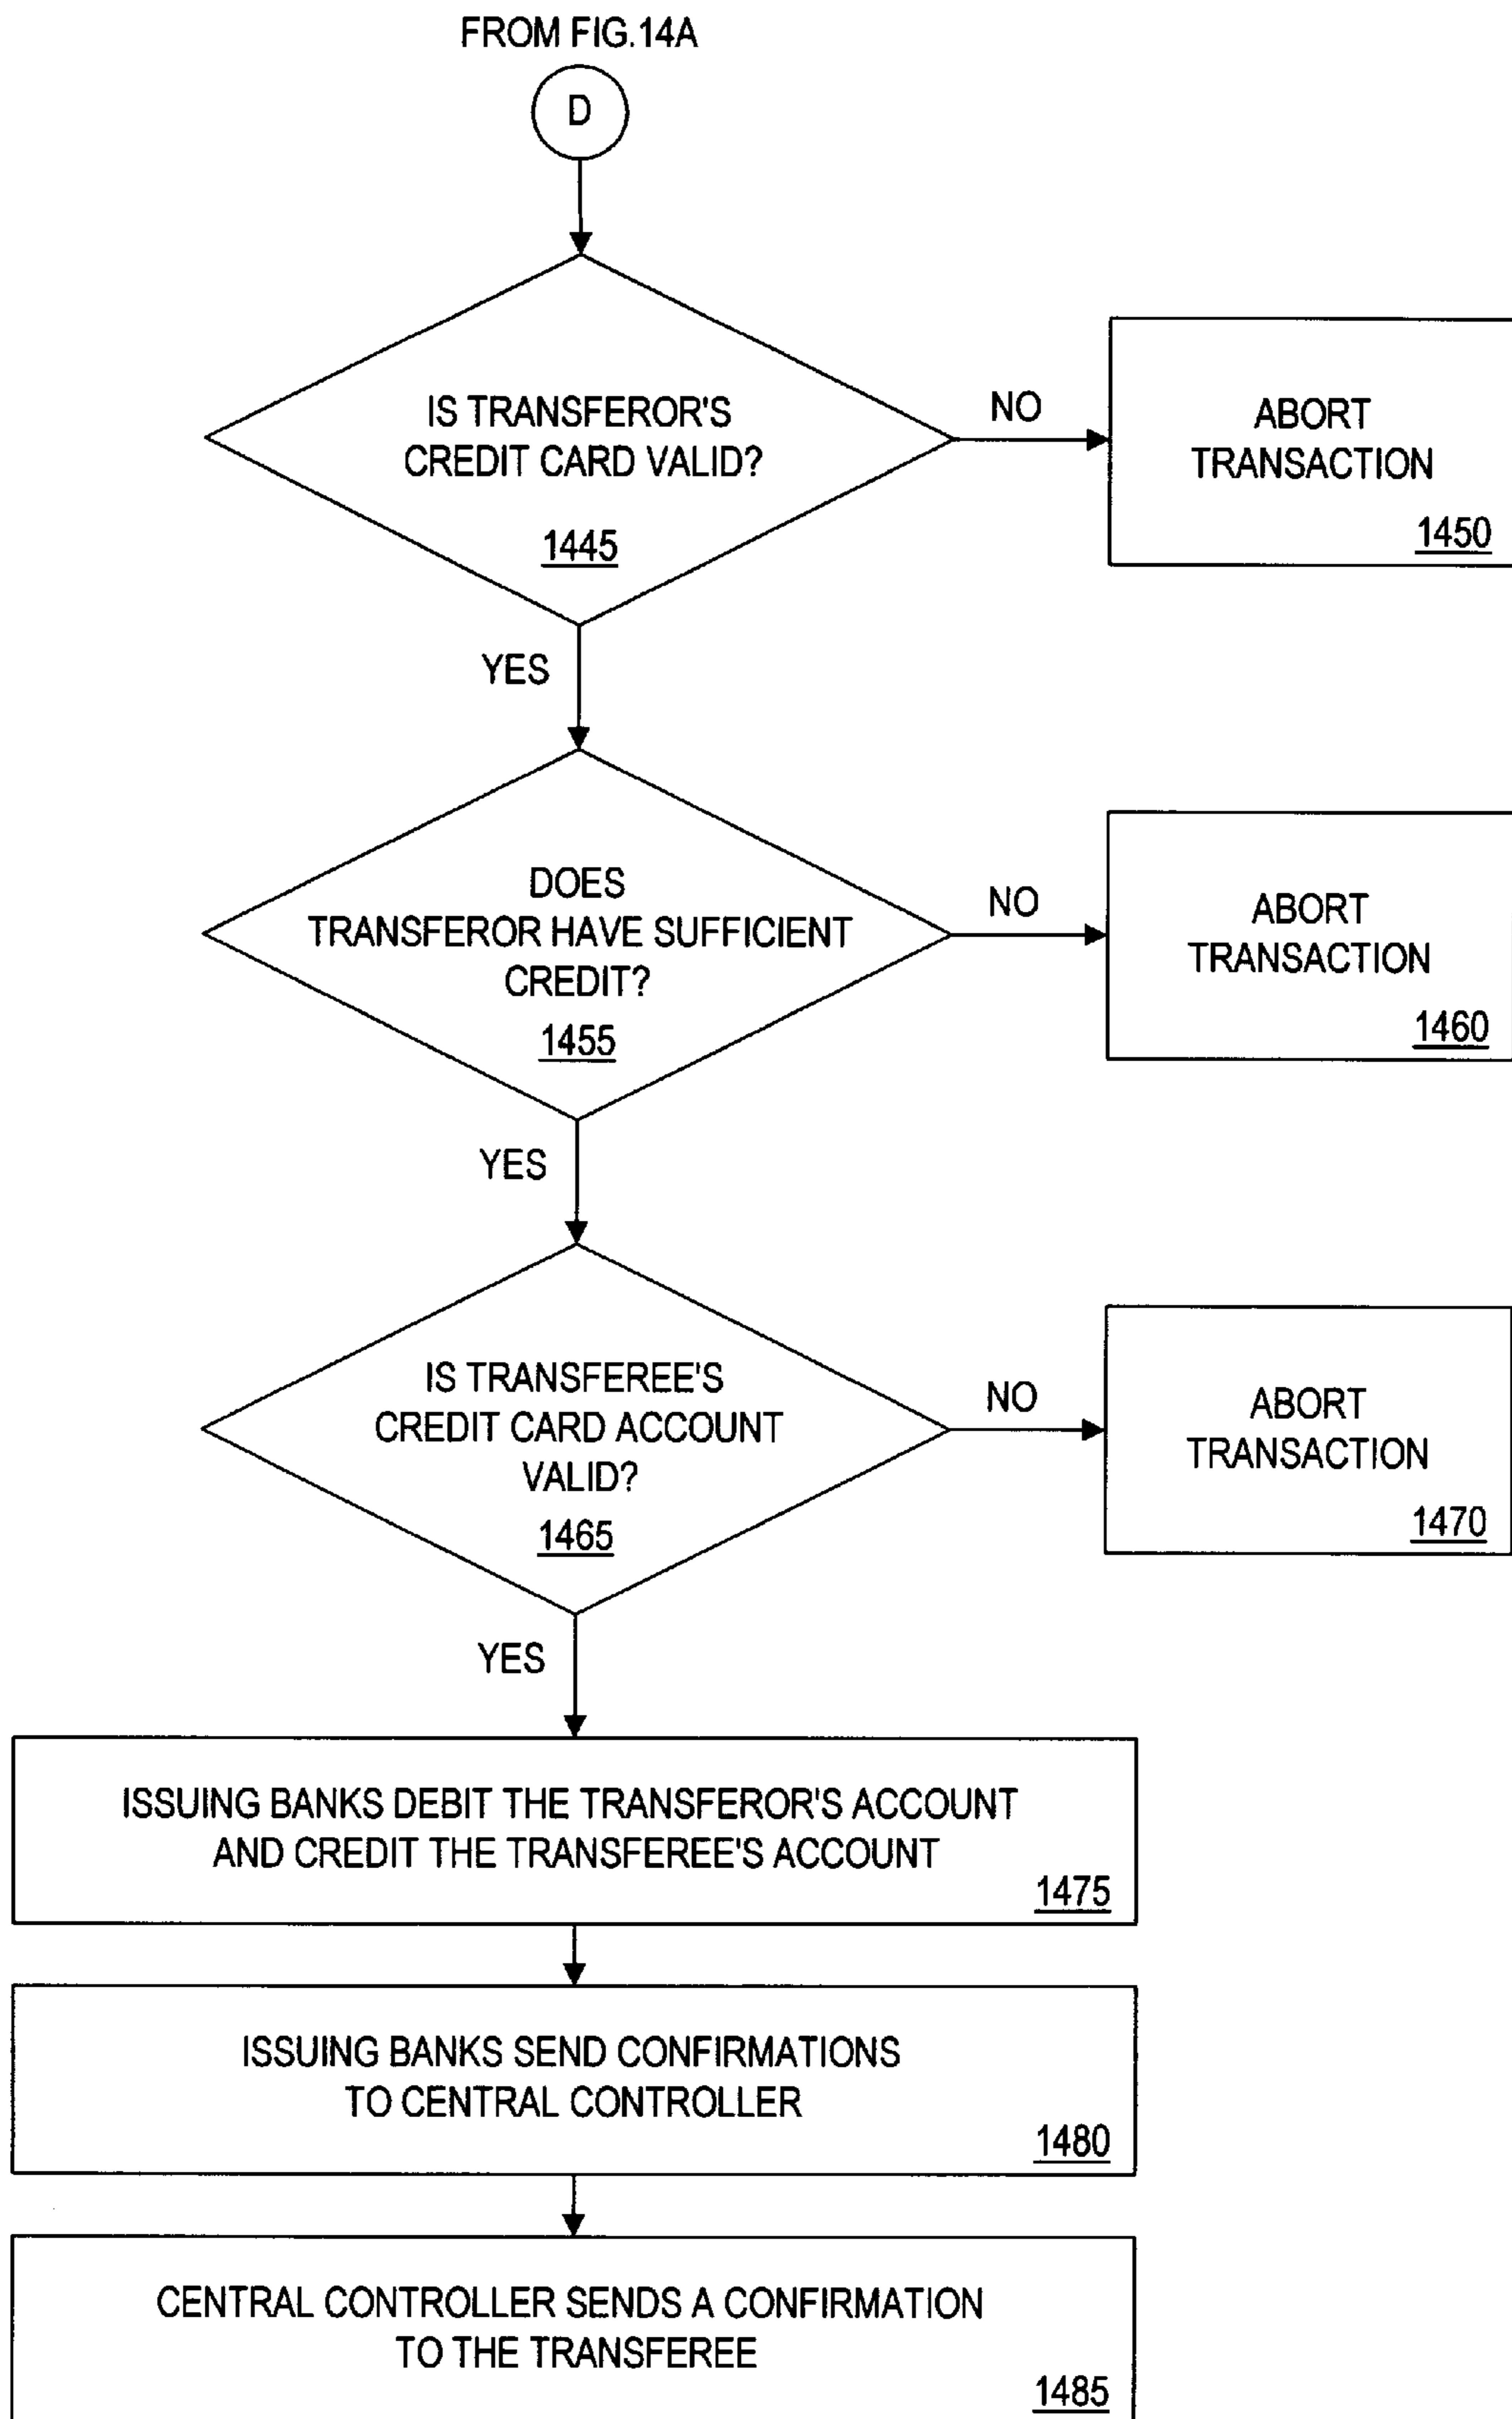 FROM FIG.14A
D
IS TRANSFEROR'S
CREDIT CARD VALID?
1445
NO
ABORT
TRANSACTION
1450
YES
DOES
TRANSFEROR HAVE SUFFICIENT
CREDIT?
1455
NO
ABORT
TRANSACTION
1460
YES
IS TRANSFEREE'S
CREDIT CARD ACCOUNT
VALID?
1465
NO
ABORT
TRANSACTION
1470
YES
ISSUING BANKS DEBIT THE TRANSFEROR'S ACCOUNT
AND CREDIT THE TRANSFEREE'S ACCOUNT
1475
ISSUING BANKS SEND CONFIRMATIONS
TO CENTRAL CONTROLLER
1480
CENTRAL CONTROLLER SENDS A CONFIRMATION
TO THE TRANSFEREE
1485